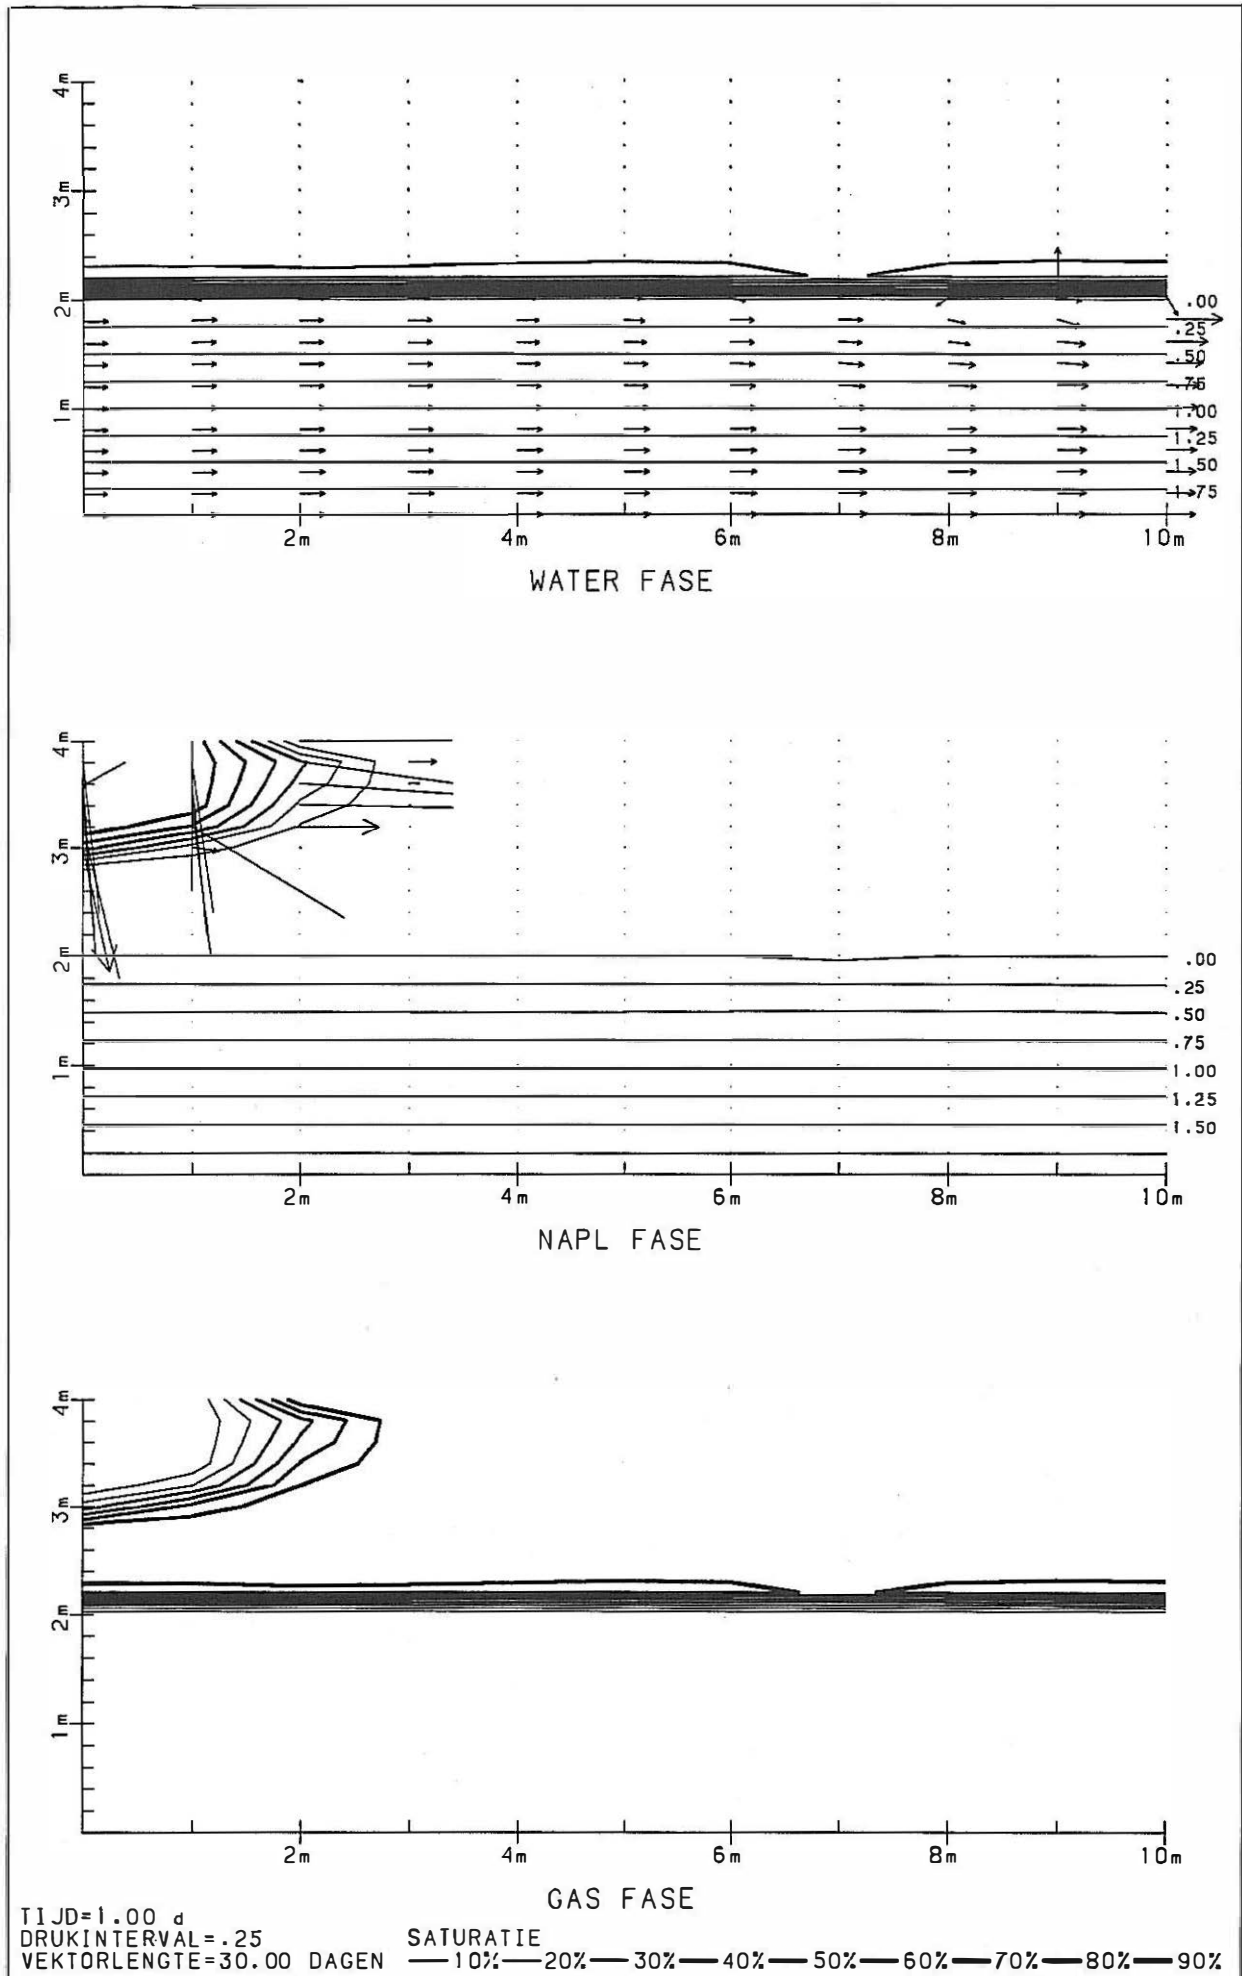 4m
3m
2m
1m
.00
.25
.50
.75
1.00
1.25
1.50
1.75
2m 4m 6m 8m 10m
WATER FASE
4m
3m
2m
1m
.00
.25
.50
.75
1.00
1.25
1.50
2m 4m 6m 8m 10m
NAPL FASE
4m
3m
2m
1m
2m 4m 6m 8m 10m
GAS FASE
TIJD=1.00 d
DRUKINTERVAL=.25
VEKTORLENGTE=30.00 DAGEN
SATURATIE
10% 20% 30% 40% 50% 60% 70% 80% 90%